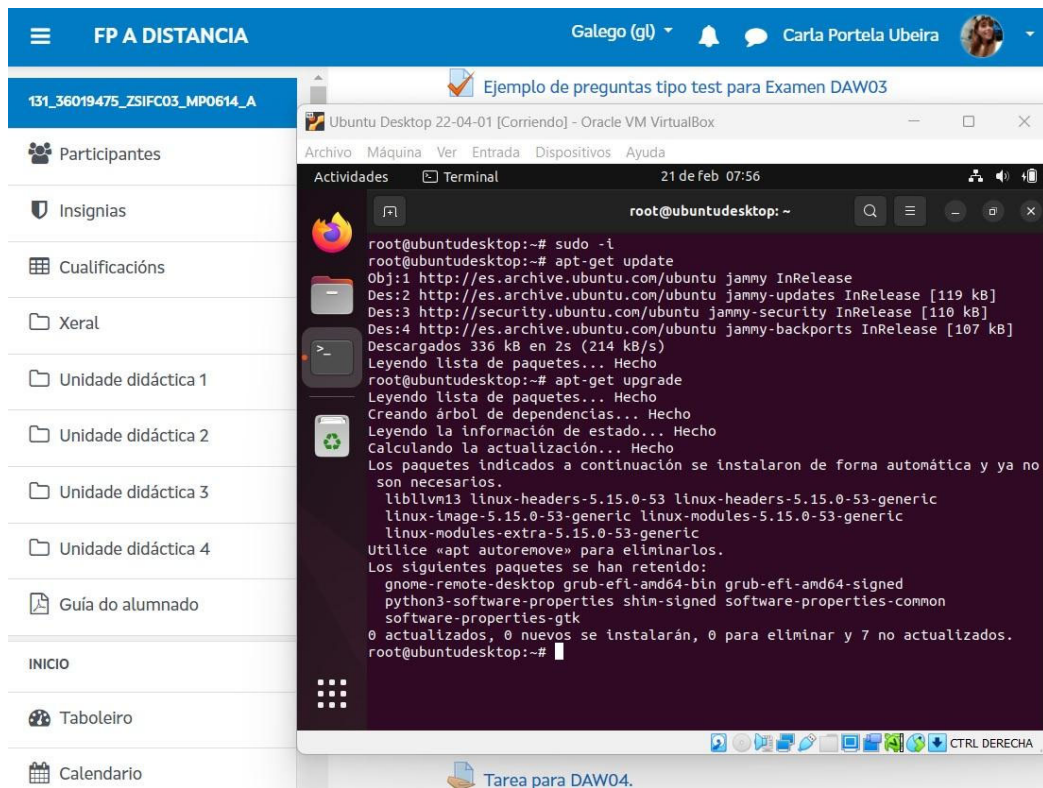 FP A DISTANCIA
Galego (gl)
Carla Portela Ubeira
131_36019475_ZSIFC03_MP0614_A
Participantes
Insignias
Cualificacións
Xeral
Unidade didáctica 1
Unidade didáctica 2
Unidade didáctica 3
Unidade didáctica 4
Guía do alumnado
INICIO
Taboleiro
Calendario
Ejemplo de preguntas tipo test para Examen DAW03
Ubuntu Desktop 22-04-01 [Corriendo] - Oracle VM VirtualBox
Archivo Máquina Ver Entrada Dispositivos Ayuda
Actividades Terminal 21 de feb 07:56
root@ubuntudesktop: ~
root@ubuntudesktop:~# sudo -i
root@ubuntudesktop:~# apt-get update
Obj:1 http://es.archive.ubuntu.com/ubuntu jammy InRelease
Des:2 http://es.archive.ubuntu.com/ubuntu jammy-updates InRelease [119 kB]
Des:3 http://security.ubuntu.com/ubuntu jammy-security InRelease [110 kB]
Des:4 http://es.archive.ubuntu.com/ubuntu jammy-backports InRelease [107 kB]
Descargados 336 kB en 2s (214 kB/s)
Leyendo lista de paquetes... Hecho
root@ubuntudesktop:~# apt-get upgrade
Leyendo lista de paquetes... Hecho
Creando árbol de dependencias... Hecho
Leyendo la información de estado... Hecho
Calculando la actualización... Hecho
Los paquetes indicados a continuación se instalaron de forma automática y ya no
son necesarios.
libllvm13 linux-headers-5.15.0-53 linux-headers-5.15.0-53-generic
linux-image-5.15.0-53-generic linux-modules-5.15.0-53-generic
linux-modules-extra-5.15.0-53-generic
Utilice «apt autoremove» para eliminarlos.
Los siguientes paquetes se han retenido:
gnome-remote-desktop grub-efi-amd64-bin grub-efi-amd64-signed
python3-software-properties shim-signed software-properties-common
software-properties-gtk
0 actualizados, 0 nuevos se instalarán, 0 para eliminar y 7 no actualizados.
root@ubuntudesktop:~#
CTRL DERECHA
Tarea para DAW04.